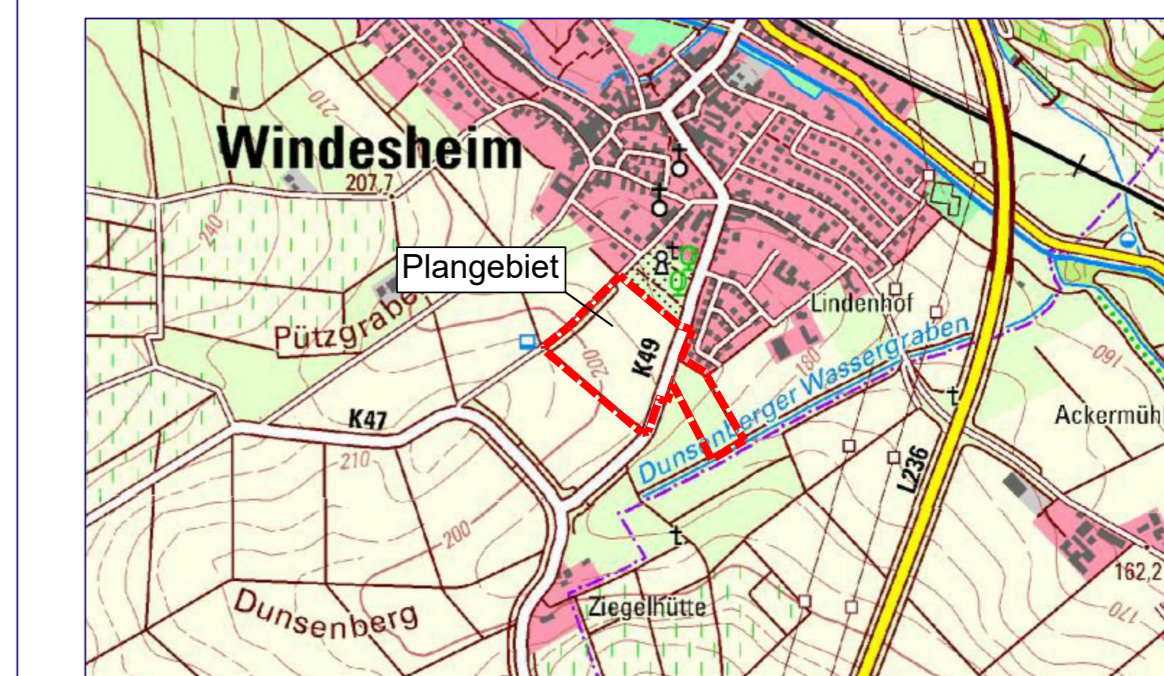 210
Windesheim
207,7
240
Plangebiet
Pützgrabe
Lindenhof
200
K49
180
Dunsenberger Wassergraben
160
K47
Ackermüh
210
L236
200
162,2
Dunsenberg
Ziegelhütte
170